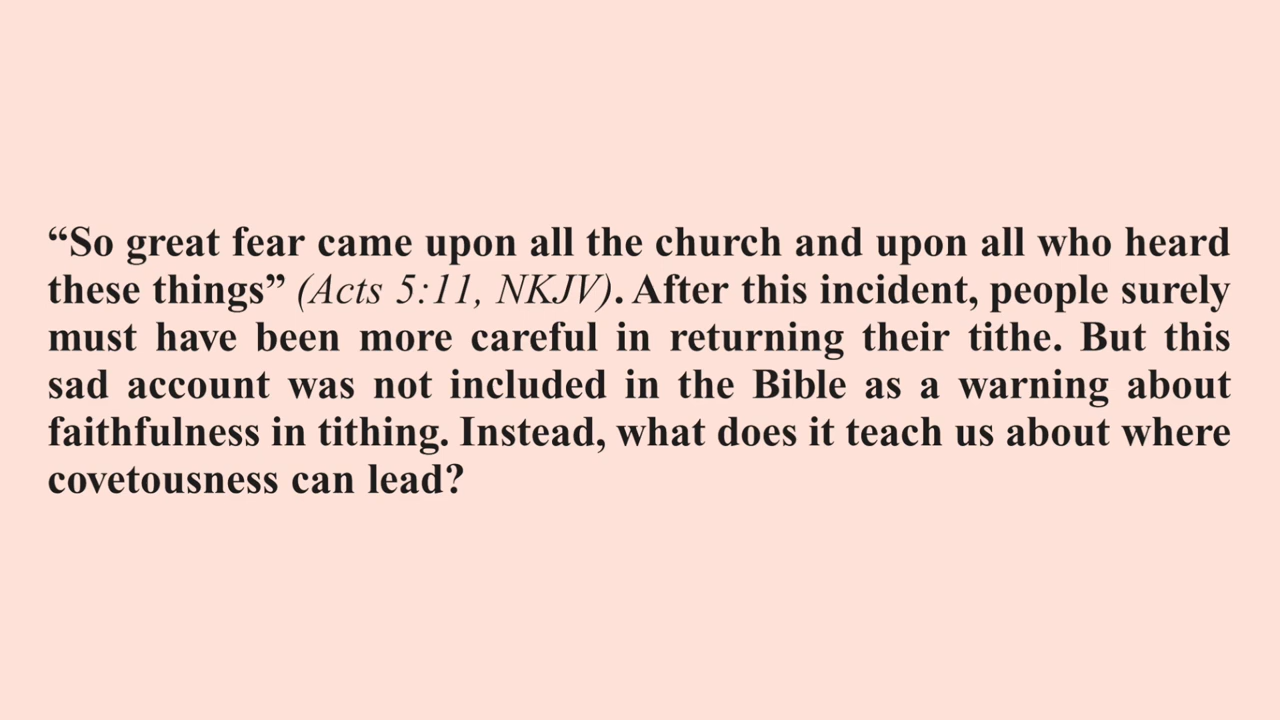 “So great fear came upon all the church and upon all who heard
these things” (Acts 5:11, NKJV). After this incident, people surely
must have been more careful in returning their tithe. But this
sad account was not included in the Bible as a warning about
faithfulness in tithing. Instead, what does it teach us about where
covetousness can lead?